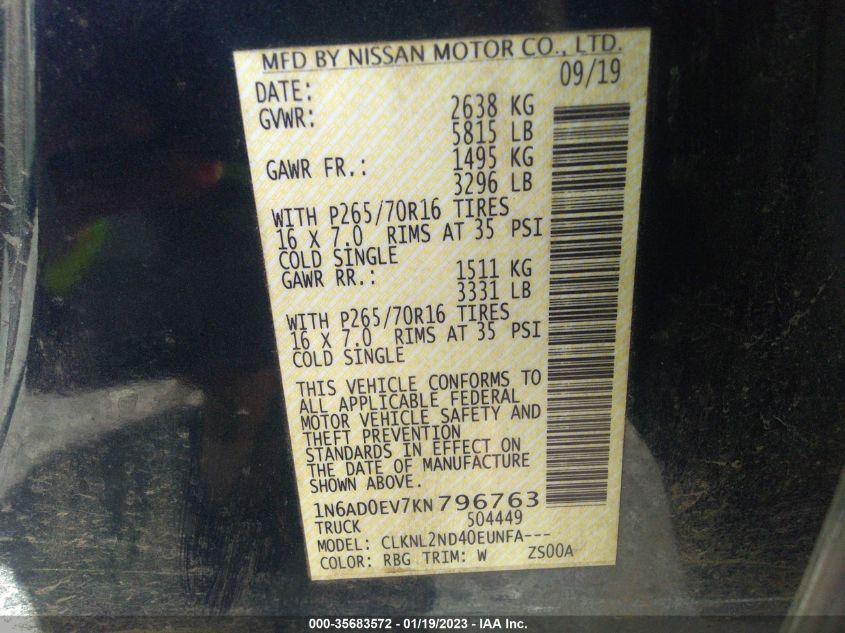 MFD BY NISSAN MOTOR CO., LTD.
DATE: 09/19
GVWR: 2638 KG
5815 LB
GAWR FR.: 1495 KG
3296 LB
WITH P265/70R16 TIRES
16 X 7.0 RIMS AT 35 PSI
COLD SINGLE
GAWR RR.: 1511 KG
3331 LB
WITH P265/70R16 TIRES
16 X 7.0 RIMS AT 35 PSI
COLD SINGLE
THIS VEHICLE CONFORMS TO
ALL APPLICABLE FEDERAL
MOTOR VEHICLE SAFETY AND
THEFT PREVENTION
STANDARDS IN EFFECT ON
THE DATE OF MANUFACTURE
SHOWN ABOVE.
1N6AD0EV7KN796763
TRUCK 504449
MODEL: CLKNL2ND40EUNFA---
COLOR: RBG TRIM: W ZS00A
000-35683572 - 01/19/2023 - IAA Inc.